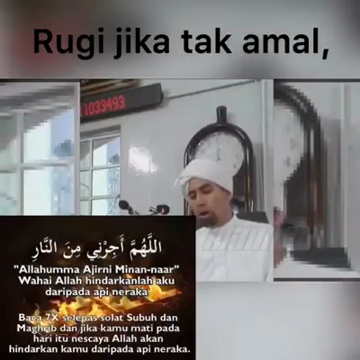 Rugi jika tak amal,
1033493
اللَّهُمَّ أَجِرْنِي مِنَ النَّارِ
"Allahumma Ajirni Minan-naar"
Wahai Allah hindarkanlah aku
daripada api neraka
Baca 7X selepas solat Subuh dan
Maghrib dan jika kamu mati pada
hari itu nescaya Allah akan
hindarkan kamu daripada api neraka.